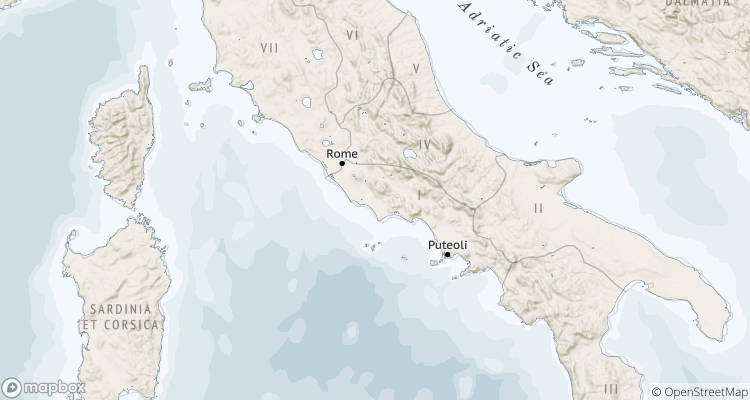 DALMATIA
Adriatic Sea
VI
VII
V
IV
Rome
I
II
Puteoli
SARDINIA
ET CORSICA
III
mapbox
© OpenStreetMap